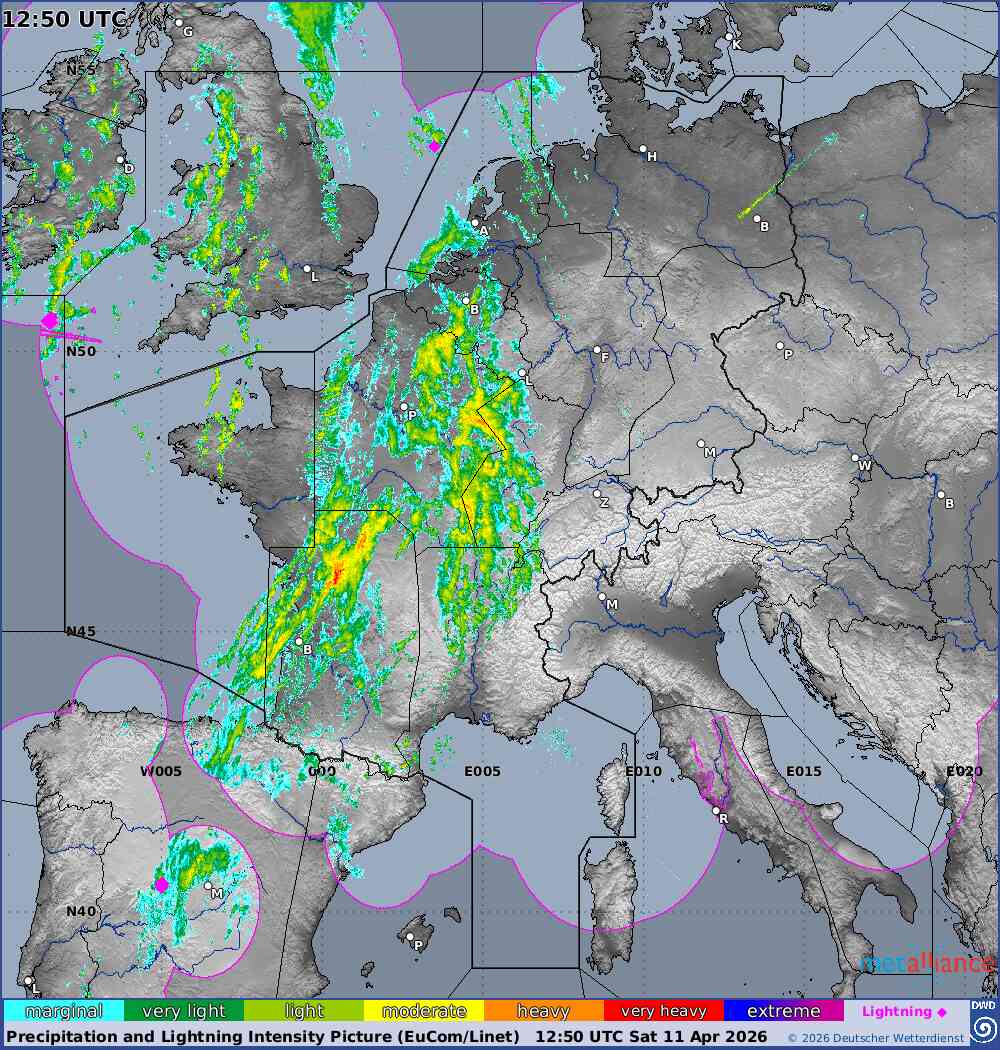 12:50 UTC
G
K
N55
H
D
A
B
L
B
N50
F
P
L
P
M
W
B
Z
M
N45
B
W005
000
E005
E010
E015
E020
R
M
N40
P
metalliance
L
marginal very light light moderate heavy very heavy extreme Lightning
DWD
Precipitation and Lightning Intensity Picture (EuCom/Linet) 12:50 UTC Sat 11 Apr 2026 © 2026 Deutscher Wetterdienst